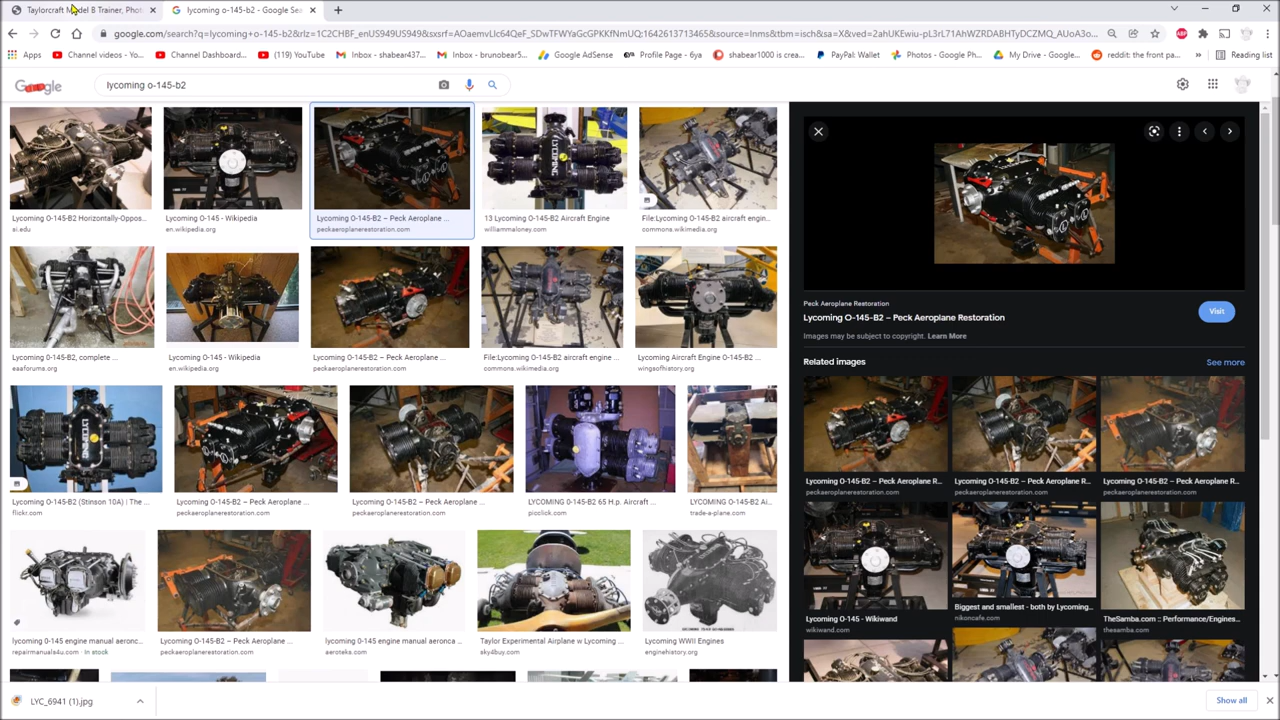 Taylorcraft Model B Trainer, Phot
lycoming o-145-b2 - Google Sea
google.com/search?q=lycoming+o-145-b2&rlz=1C2CHBF_enUS949US949&sxsrf=
Apps
Channel videos - You...
Channel Dashboard...
(119) YouTube
Inbox - shabear437...
Inbox - brunobear5...
Google AdSense
Profile Page - 6ya
shabear1000 is crea...
PayPal: Wallet
Photos - Google Ph...
My Drive - Google...
reddit: the front pa...
Reading list
lycoming o-145-b2
Lycoming O-145-B2 Horizontally-Oppos...
si.edu
Lycoming O-145 - Wikipedia
en.wikipedia.org
Lycoming O-145-B2 – Peck Aeroplane ...
peckaeroplanerestoration.com
13 Lycoming O-145-B2 Aircraft Engine
williammaloney.com
File:Lycoming O-145-B2 aircraft engin...
commons.wikimedia.org
Peck Aeroplane Restoration
Lycoming O-145-B2 – Peck Aeroplane Restoration
Visit
Images may be subject to copyright. Learn More
Lycoming 0-145-B2, complete ...
eaaforums.org
Lycoming O-145 - Wikipedia
en.wikipedia.org
Lycoming O-145-B2 – Peck Aeroplane ...
peckaeroplanerestoration.com
File:Lycoming O-145-B2 aircraft engine ...
commons.wikimedia.org
Lycoming Aircraft Engine O-145-B2 ...
wingsofhistory.org
Related images
See more
Lycoming O-145-B2 (Stinson 10A) | The ...
flickr.com
Lycoming O-145-B2 – Peck Aeroplane ...
peckaeroplanerestoration.com
Lycoming O-145-B2 – Peck Aeroplane ...
peckaeroplanerestoration.com
LYCOMING 0-145-B2 65 H.p. Aircraft ...
picclick.com
LYCOMING O-145-B2 Ai...
trade-a-plane.com
Lycoming O-145-B2 – Peck Aeroplane R...
peckaeroplanerestoration.com
Lycoming O-145-B2 – Peck Aeroplane R...
peckaeroplanerestoration.com
Lycoming O-145-B2 – Peck Aeroplane R...
peckaeroplanerestoration.com
lycoming 0-145 engine manual aeronc...
repairmanuals4u.com · In stock
Lycoming O-145-B2 – Peck Aeroplane ...
peckaeroplanerestoration.com
lycoming 0-145 engine manual aeronca ...
aeroteks.com
Taylor Experimental Airplane w Lycoming ...
sky4buy.com
Lycoming WWII Engines
enginehistory.org
Lycoming O-145 - Wikiwand
wikiwand.com
Biggest and smallest - both by Lycoming...
nikoncafe.com
TheSamba.com :: Performance/Engines...
thesamba.com
LYC_6941 (1).jpg
Show all